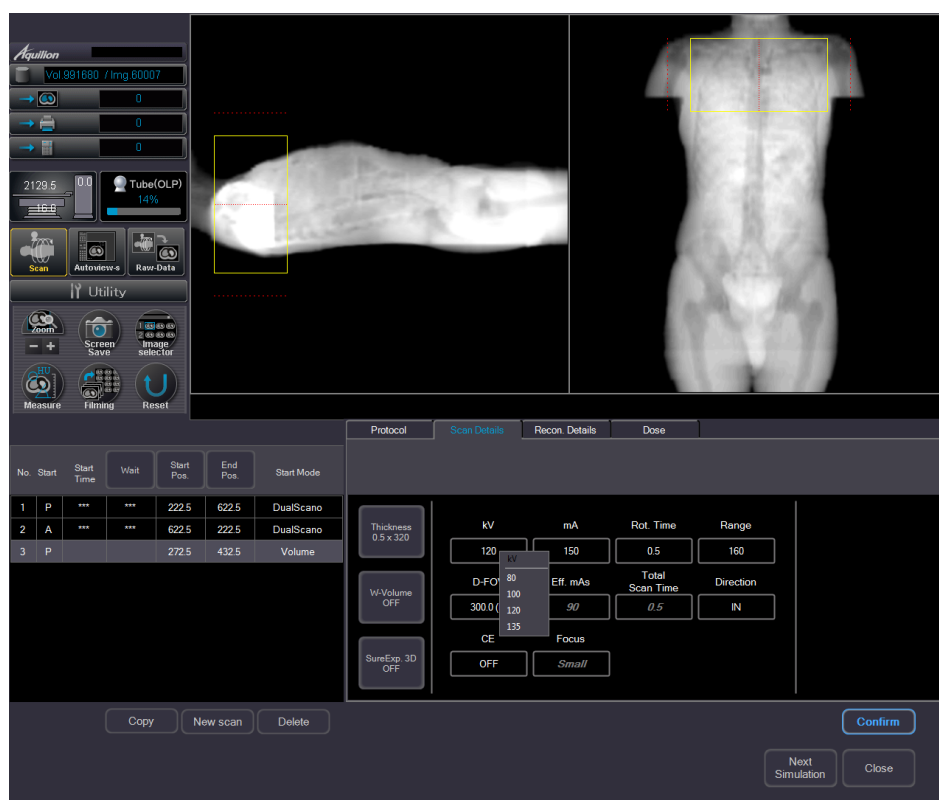 Aquilion
Vol.991680 / Img.60007
0
0
0
2129.5
0.0
16.6
Tube(OLP)
14%
Scan
Autoview-s
Raw-Data
Utility
Zoom
- +
Screen
Save
1
2
Image
selector
HU
Measure
Filming
Reset
Protocol
Scan Details
Recon. Details
Dose
No. Start Start Time Wait Start Pos. End Pos. Start Mode
1 P *** *** 222.5 622.5 DualScano
2 A *** *** 622.5 222.5 DualScano
3 P 272.5 432.5 Volume
Thickness
0.5 x 320
W-Volume
OFF
SureExp. 3D
OFF
kV mA Rot. Time Range
120 150 0.5 160
kV
80
100
120
135
D-FOV Eff. mAs Total Scan Time Direction
300.0 ( 90 0.5 IN
CE Focus
OFF Small
Copy
New scan
Delete
Confirm
Next
Simulation
Close